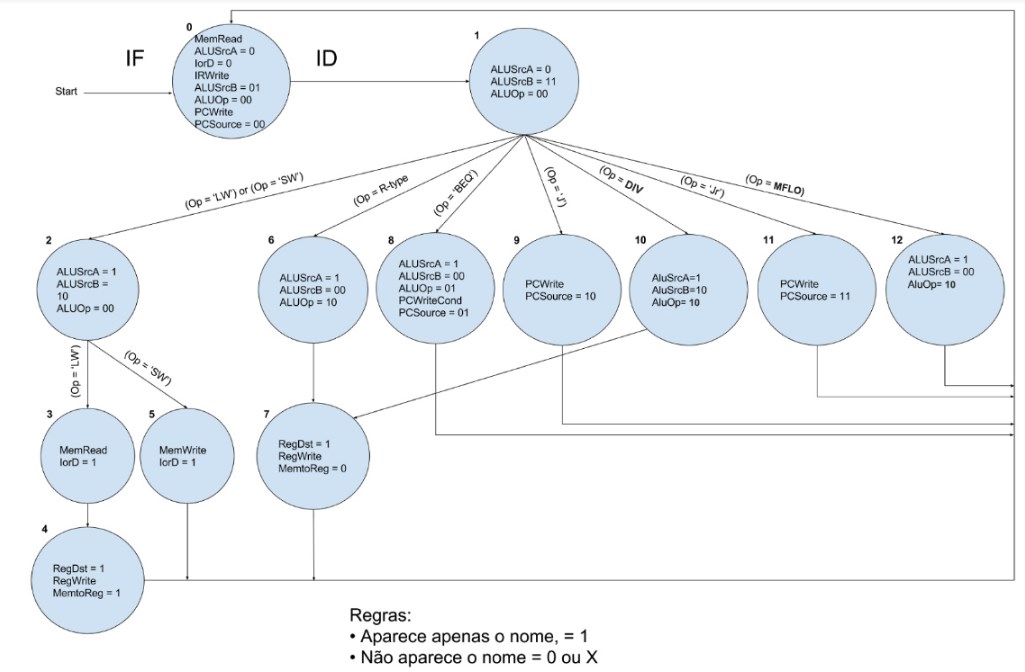 0
MemRead
ALUSrcA = 0
IorD = 0
IRWrite
ALUSrcB = 01
ALUOp = 00
PCWrite
PCSource = 00
IF
ID
Start
1
ALUSrcA = 0
ALUSrcB = 11
ALUOp = 00
(Op = 'LW') or (Op = 'SW')
(Op = R-type
(Op = 'BEQ')
(Op = 'J')
(Op = DIV
(Op = 'Jr')
(Op = MFLO)
2
ALUSrcA = 1
ALUSrcB =
10
ALUOp = 00
6
ALUSrcA = 1
ALUSrcB = 00
ALUOp = 10
8
ALUSrcA = 1
ALUSrcB = 00
ALUOp = 01
PCWriteCond
PCSource = 01
9
PCWrite
PCSource = 10
10
AluSrcA=1
AluSrcB=10
AluOp= 10
11
PCWrite
PCSource = 11
12
ALUSrcA = 1
ALUSrcB = 00
AluOp= 10
(Op = 'LW')
(Op = 'SW')
3
MemRead
IorD = 1
5
MemWrite
IorD = 1
7
RegDst = 1
RegWrite
MemtoReg = 0
4
RegDst = 1
RegWrite
MemtoReg = 1
Regras:
• Aparece apenas o nome, = 1
• Não aparece o nome = 0 ou X